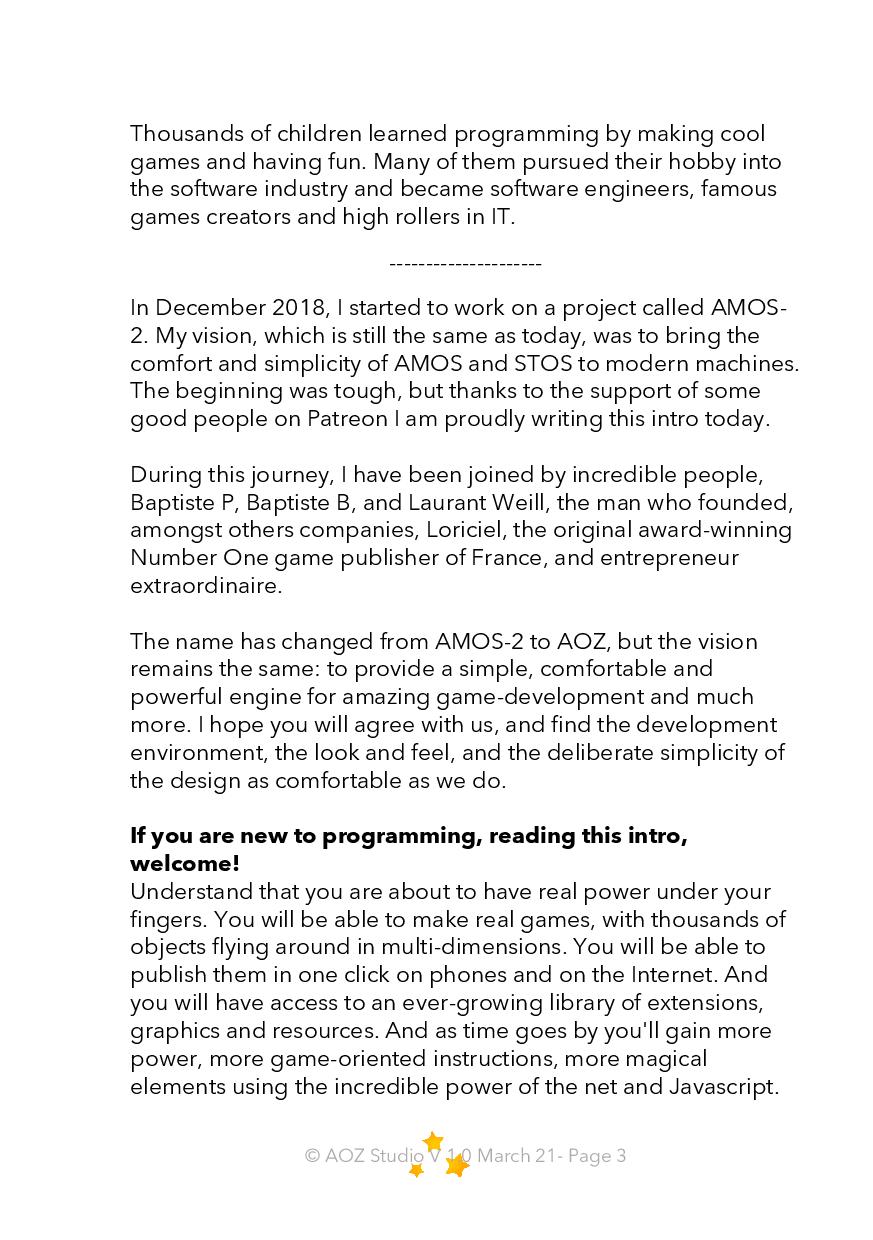 Thousands of children learned programming by making cool
games and having fun. Many of them pursued their hobby into
the software industry and became software engineers, famous
games creators and high rollers in IT.
---------------------
In December 2018, I started to work on a project called AMOS-
2. My vision, which is still the same as today, was to bring the
comfort and simplicity of AMOS and STOS to modern machines.
The beginning was tough, but thanks to the support of some
good people on Patreon I am proudly writing this intro today.
During this journey, I have been joined by incredible people,
Baptiste P, Baptiste B, and Laurant Weill, the man who founded,
amongst others companies, Loriciel, the original award-winning
Number One game publisher of France, and entrepreneur
extraordinaire.
The name has changed from AMOS-2 to AOZ, but the vision
remains the same: to provide a simple, comfortable and
powerful engine for amazing game-development and much
more. I hope you will agree with us, and find the development
environment, the look and feel, and the deliberate simplicity of
the design as comfortable as we do.
If you are new to programming, reading this intro,
welcome!
Understand that you are about to have real power under your
fingers. You will be able to make real games, with thousands of
objects flying around in multi-dimensions. You will be able to
publish them in one click on phones and on the Internet. And
you will have access to an ever-growing library of extensions,
graphics and resources. And as time goes by you'll gain more
power, more game-oriented instructions, more magical
elements using the incredible power of the net and Javascript.
© AOZ Studio V 1.0 March 21- Page 3